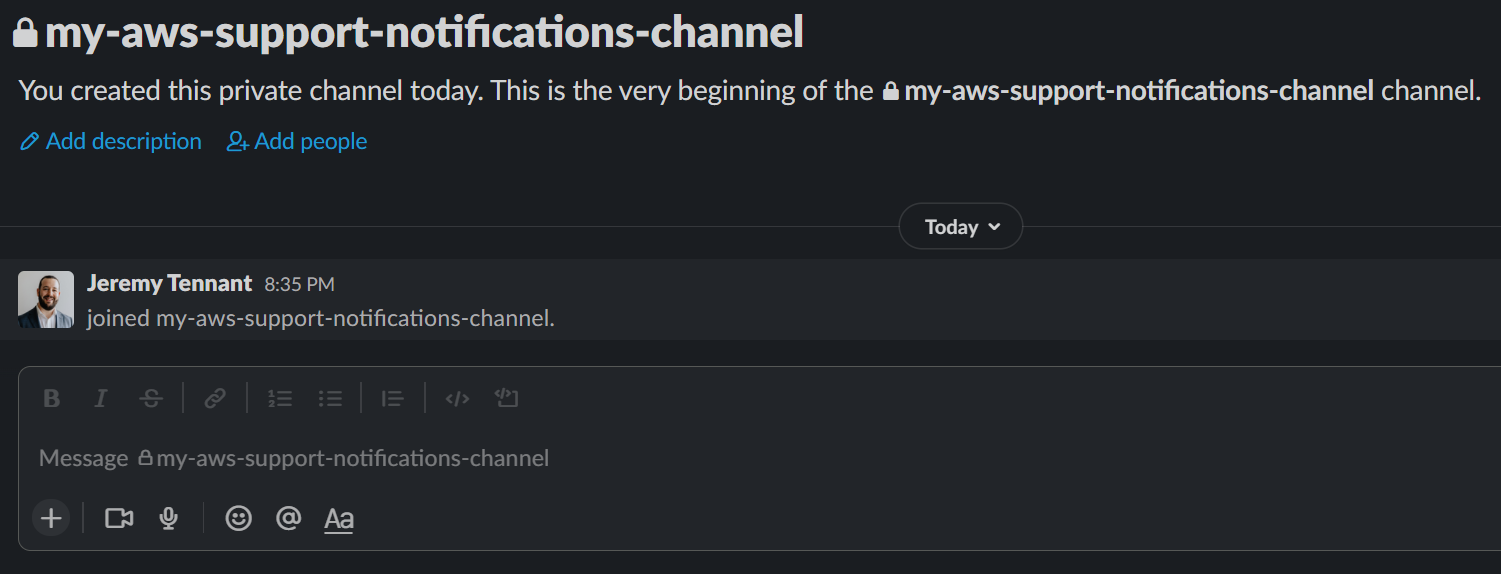 my-aws-support-notifications-channel
You created this private channel today. This is the very beginning of the my-aws-support-notifications-channel channel.
Add description Add people
Today
Jeremy Tennant 8:35 PM
joined my-aws-support-notifications-channel.
B I S
Message my-aws-support-notifications-channel
@ Aa